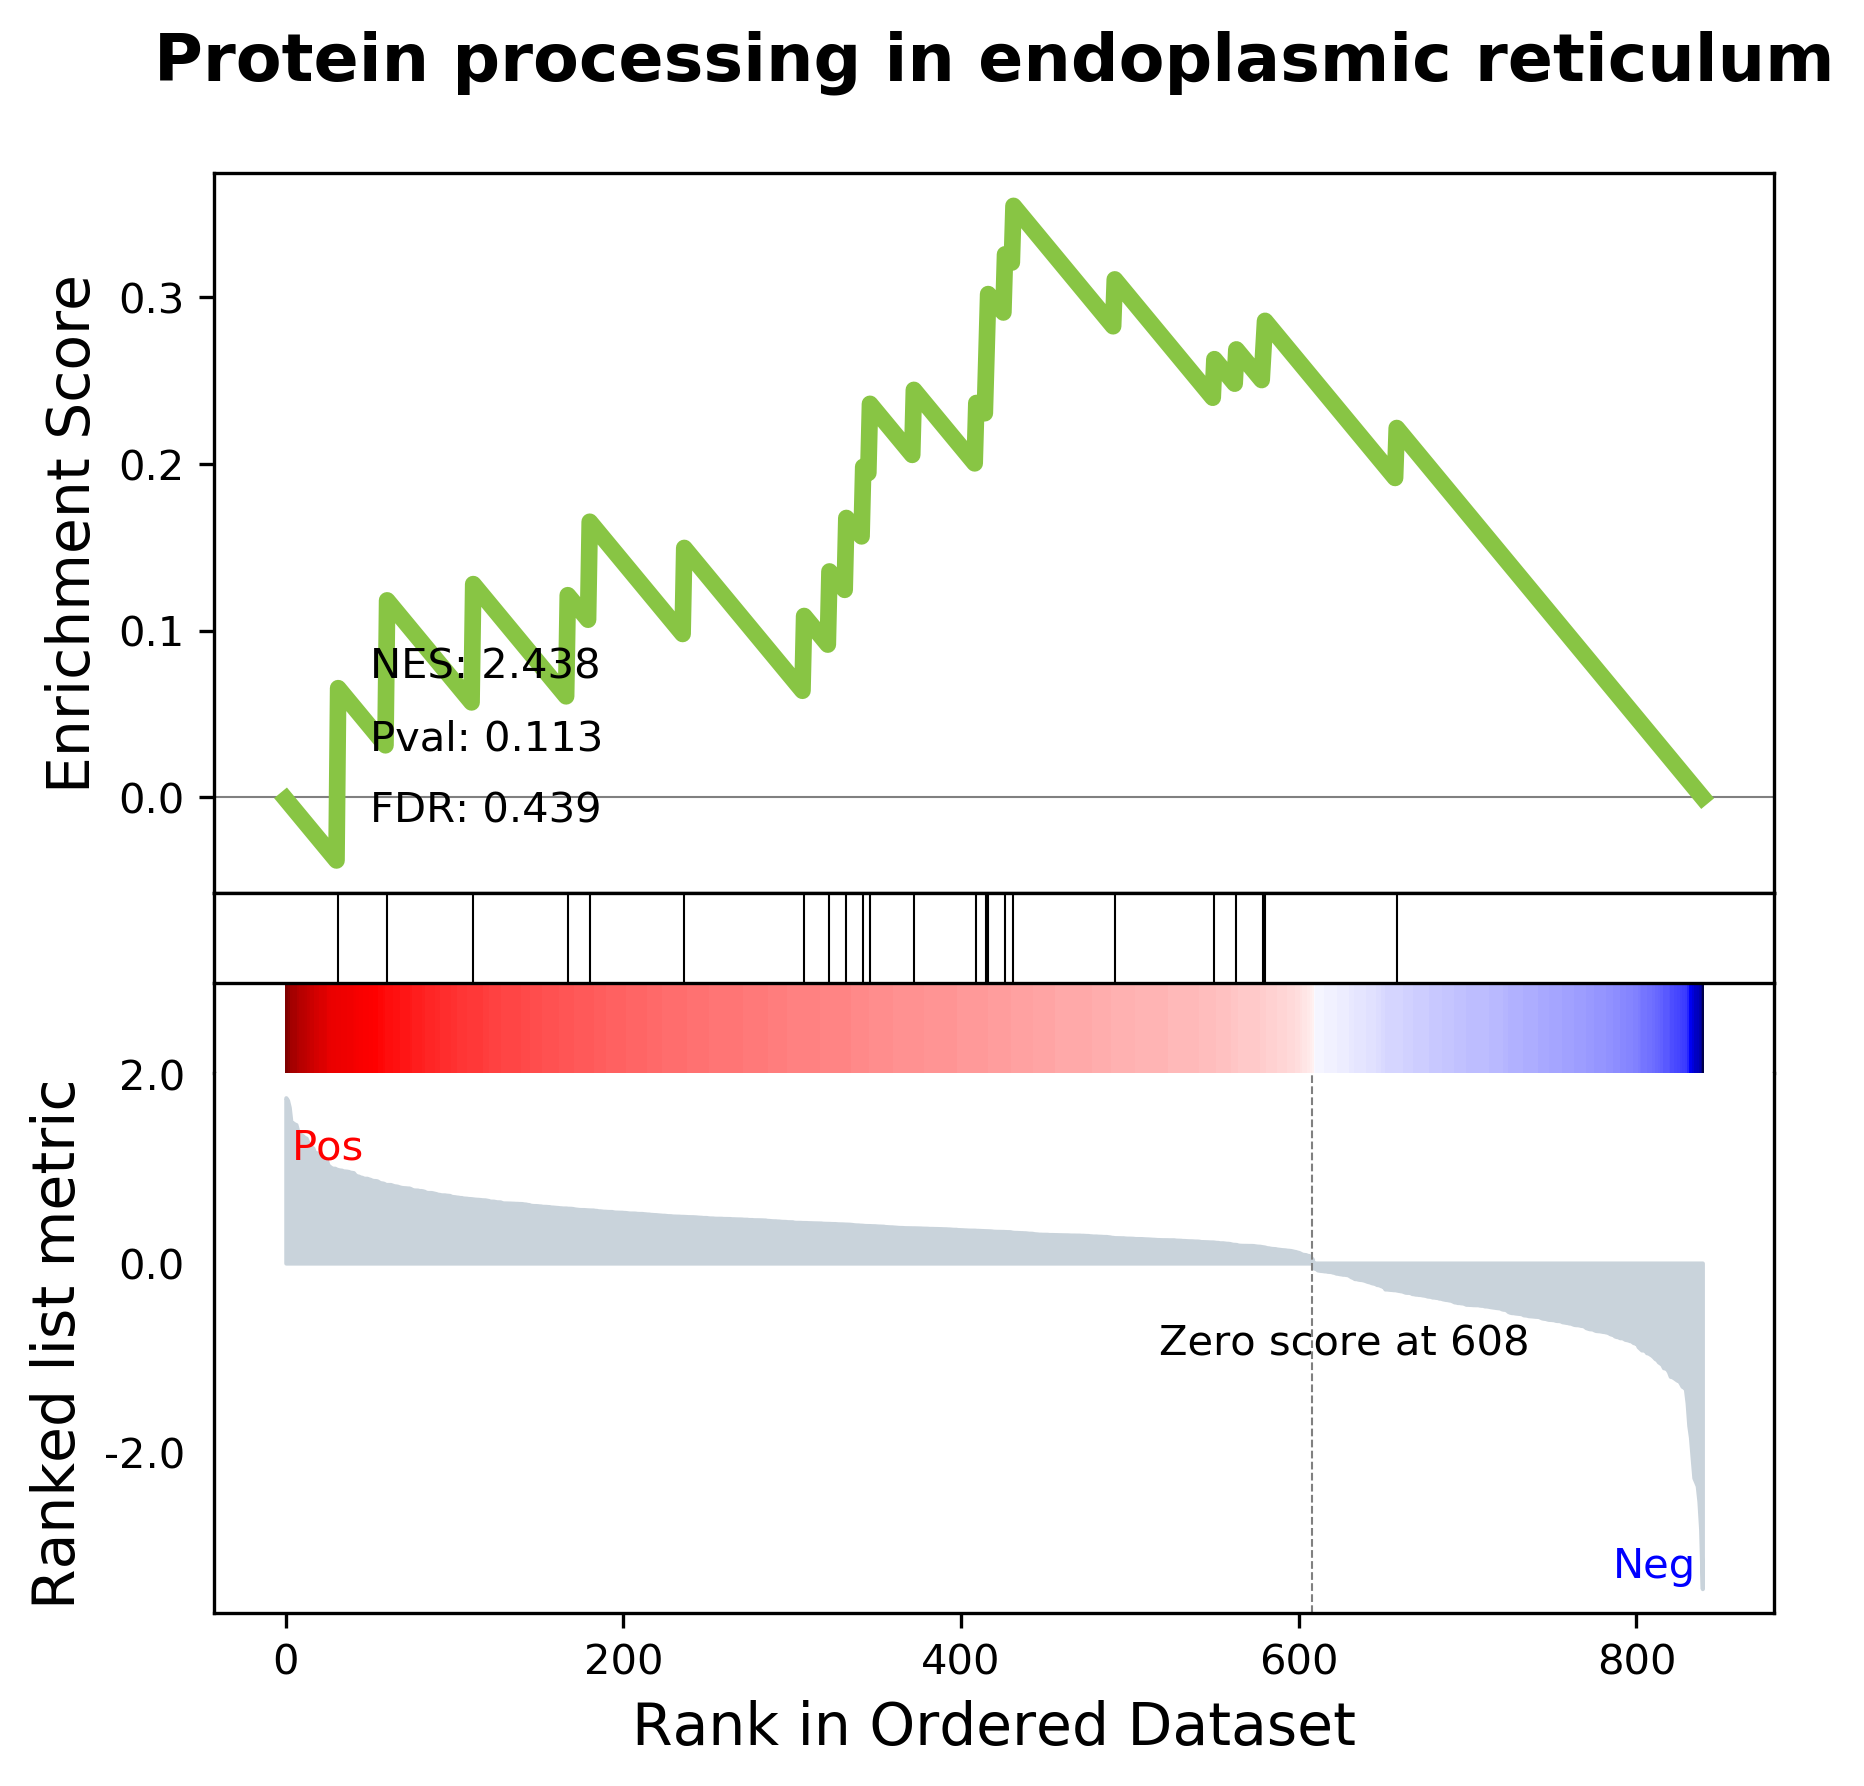 Protein processing in endoplasmic reticulum
Enrichment Score
0.3
0.2
0.1
0.0
NES: 2.438
Pval: 0.113
FDR: 0.439
Ranked list metric
2.0
0.0
-2.0
Pos
Zero score at 608
Neg
0 200 400 600 800
Rank in Ordered Dataset